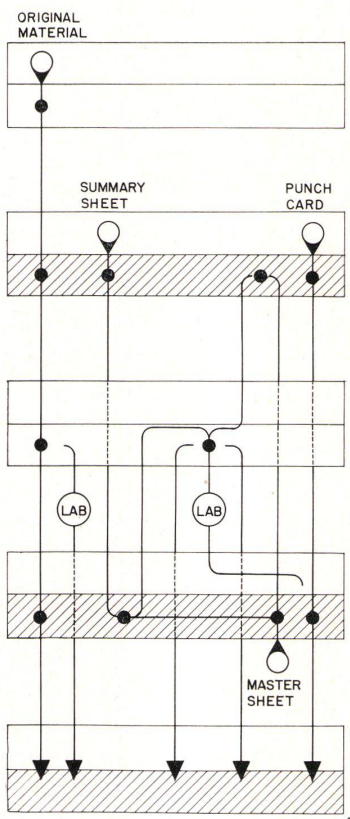 ORIGINAL
MATERIAL
SUMMARY
SHEET
PUNCH
CARD
LAB
LAB
MASTER
SHEET